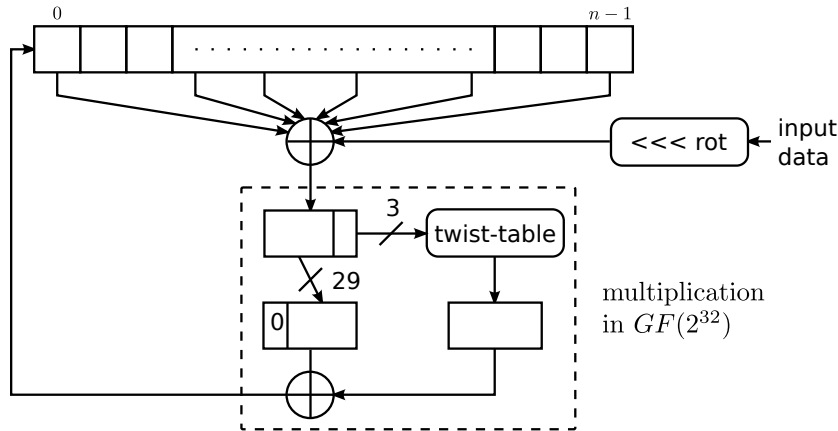 0
n − 1
. . . . . . . . . . . . . . . . . . . . .
<<< rot
input
data
3
twist-table
29
0
multiplication
in GF(2³²)